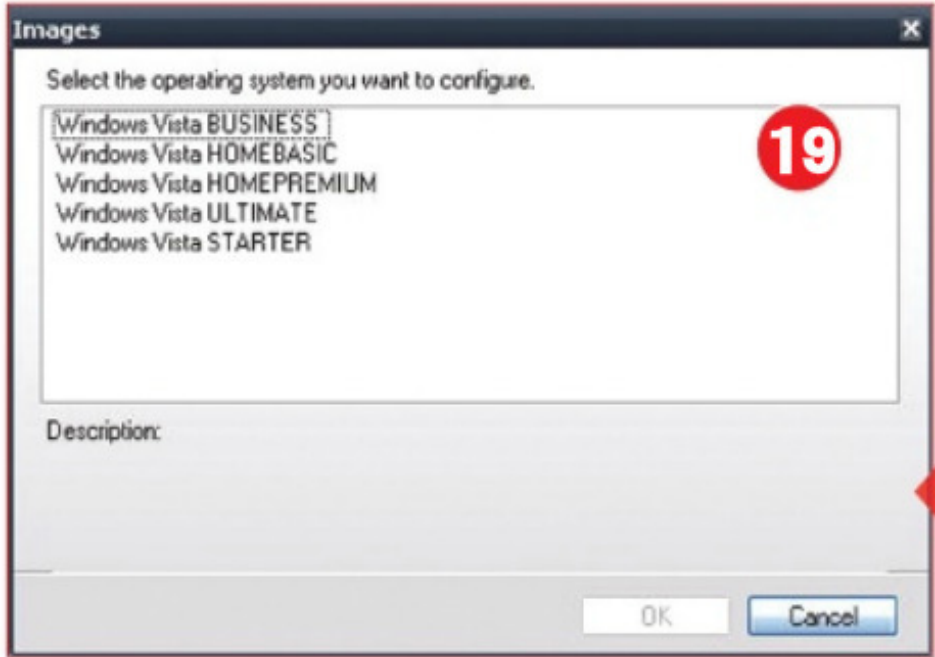 Images
Select the operating system you want to configure.
19
Windows Vista BUSINESS
Windows Vista HOMEBASIC
Windows Vista HOMEPREMIUM
Windows Vista ULTIMATE
Windows Vista STARTER
Description:
OK
Cancel